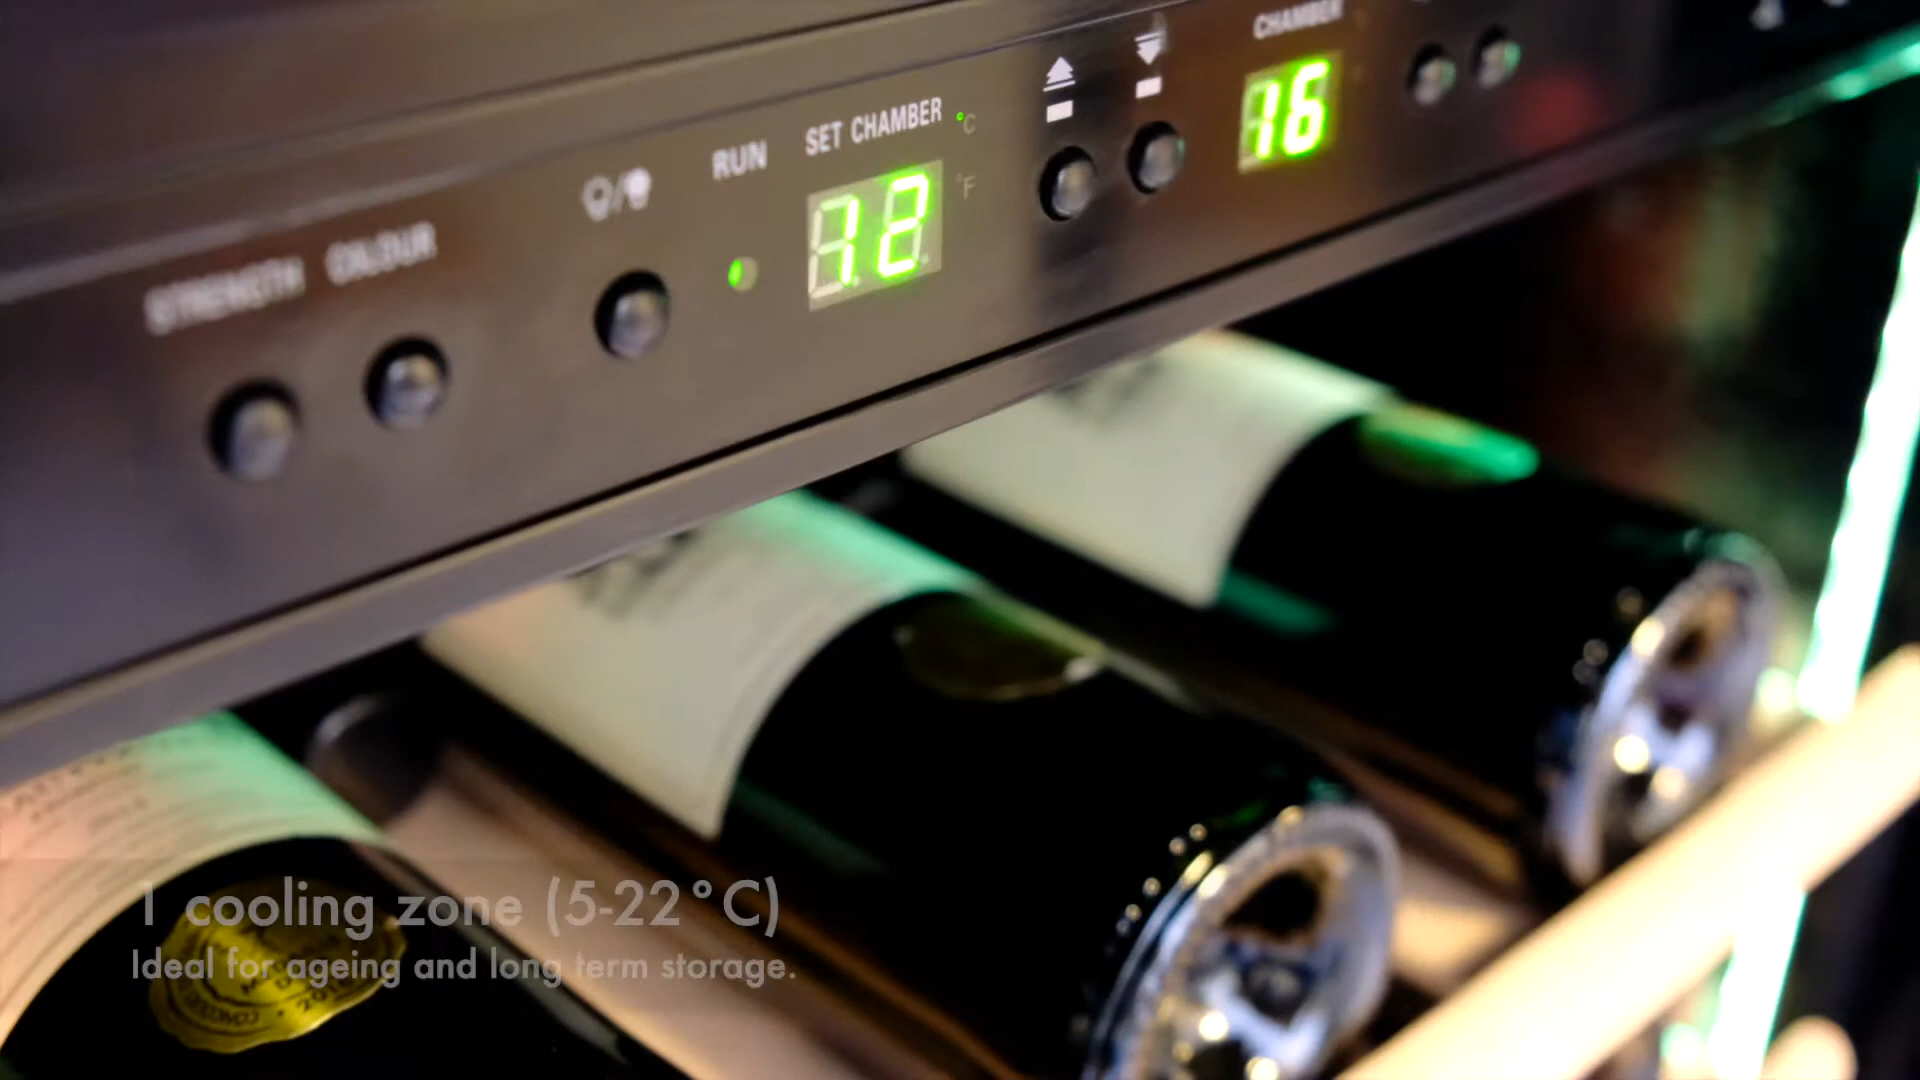 STRENGTH COLOUR
RUN
SET CHAMBER
°C
°F
12
CHAMBER
16
1 cooling zone (5-22°C)
Ideal for ageing and long term storage.